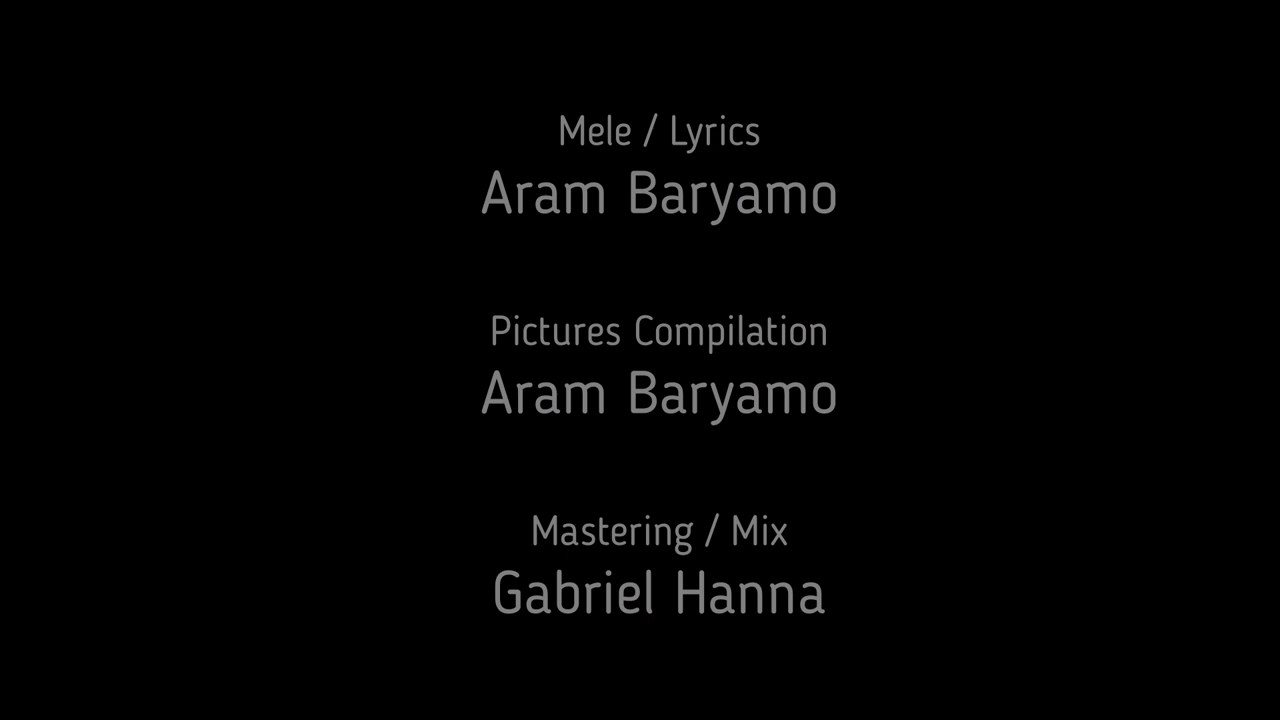 Mele / Lyrics
Aram Baryamo
Pictures Compilation
Aram Baryamo
Mastering / Mix
Gabriel Hanna